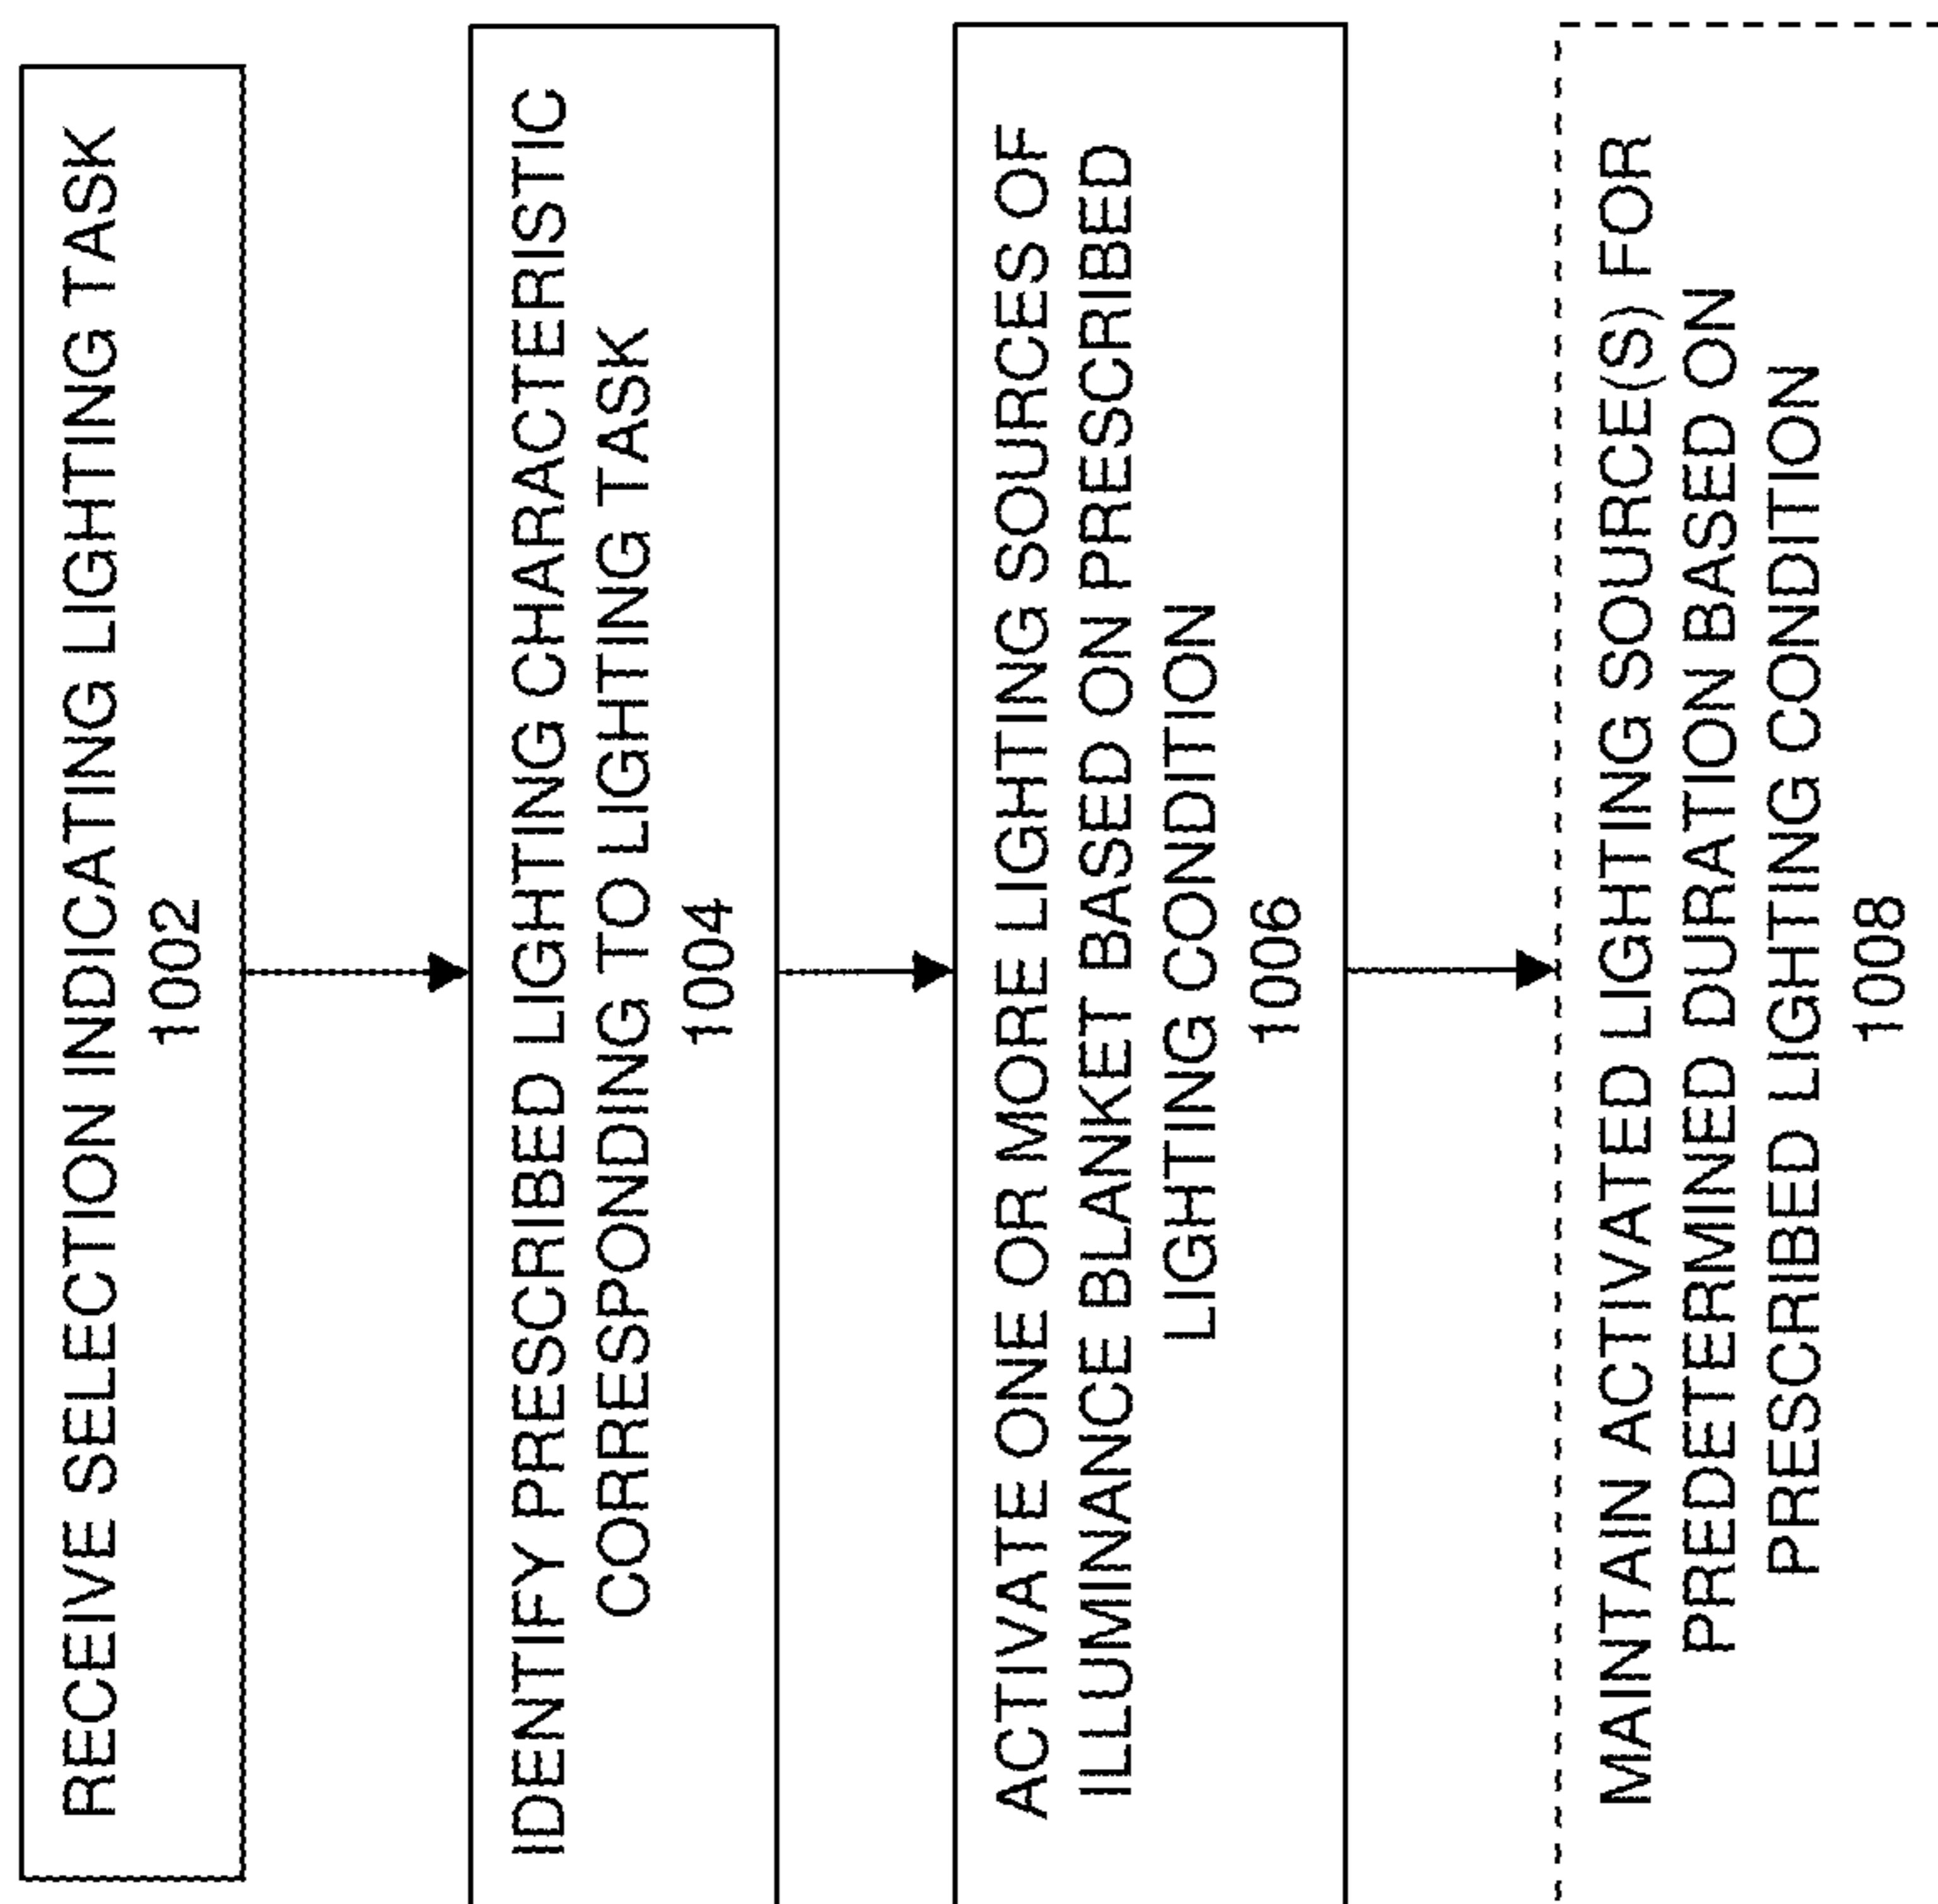 RECEIVE SELECTION INDICATING LIGHTING TASK
1002
IDENTIFY PRESCRIBED LIGHTING CHARACTERISTIC
CORRESPONDING TO LIGHTING TASK
1004
ACTIVATE ONE OR MORE LIGHTING SOURCES OF
ILLUMINANCE BLANKET BASED ON PRESCRIBED
LIGHTING CONDITION
1006
MAINTAIN ACTIVATED LIGHTING SOURCE(S) FOR
PREDETERMINED DURATION BASED ON
PRESCRIBED LIGHTING CONDITION
1008